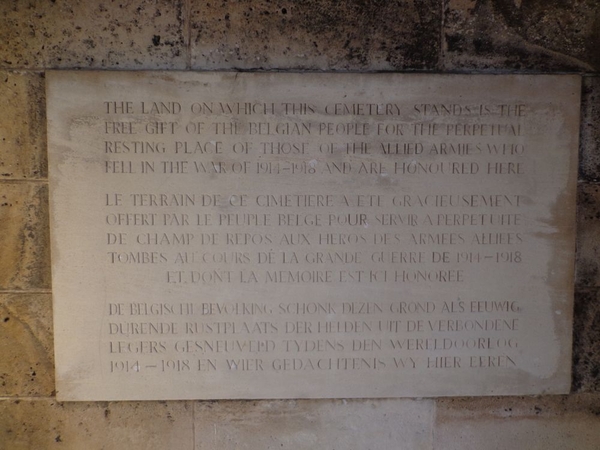 THE LAND ON WHICH THIS CEMETERY STANDS IS THE
FREE GIFT OF THE BELGIAN PEOPLE FOR THE PERPETUAL
RESTING PLACE OF THOSE OF THE ALLIED ARMIES WHO
FELL IN THE WAR OF 1914–1918 AND ARE HONOURED HERE
LE TERRAIN DE CE CIMETIERE A ETE GRACIEUSEMENT
OFFERT PAR LE PEUPLE BELGE POUR SERVIR A PERPETUITE
DE CHAMP DE REPOS AUX HEROS DES ARMEES ALLIEES
TOMBES AU COURS DE LA GRANDE GUERRE DE 1914–1918
ET DONT LA MEMOIRE EST ICI HONOREE
DE BELGISCHE BEVOLKING SCHONK DEZEN GROND ALS EEUWIG
DURENDE RUSTPLAATS DER HELDEN UIT DE VERBONDENE
LEGERS GESNEUVELD TYDENS DEN WERELDOORLOG
1914–1918 EN WIER GEDACHTENIS WY HIER EEREN